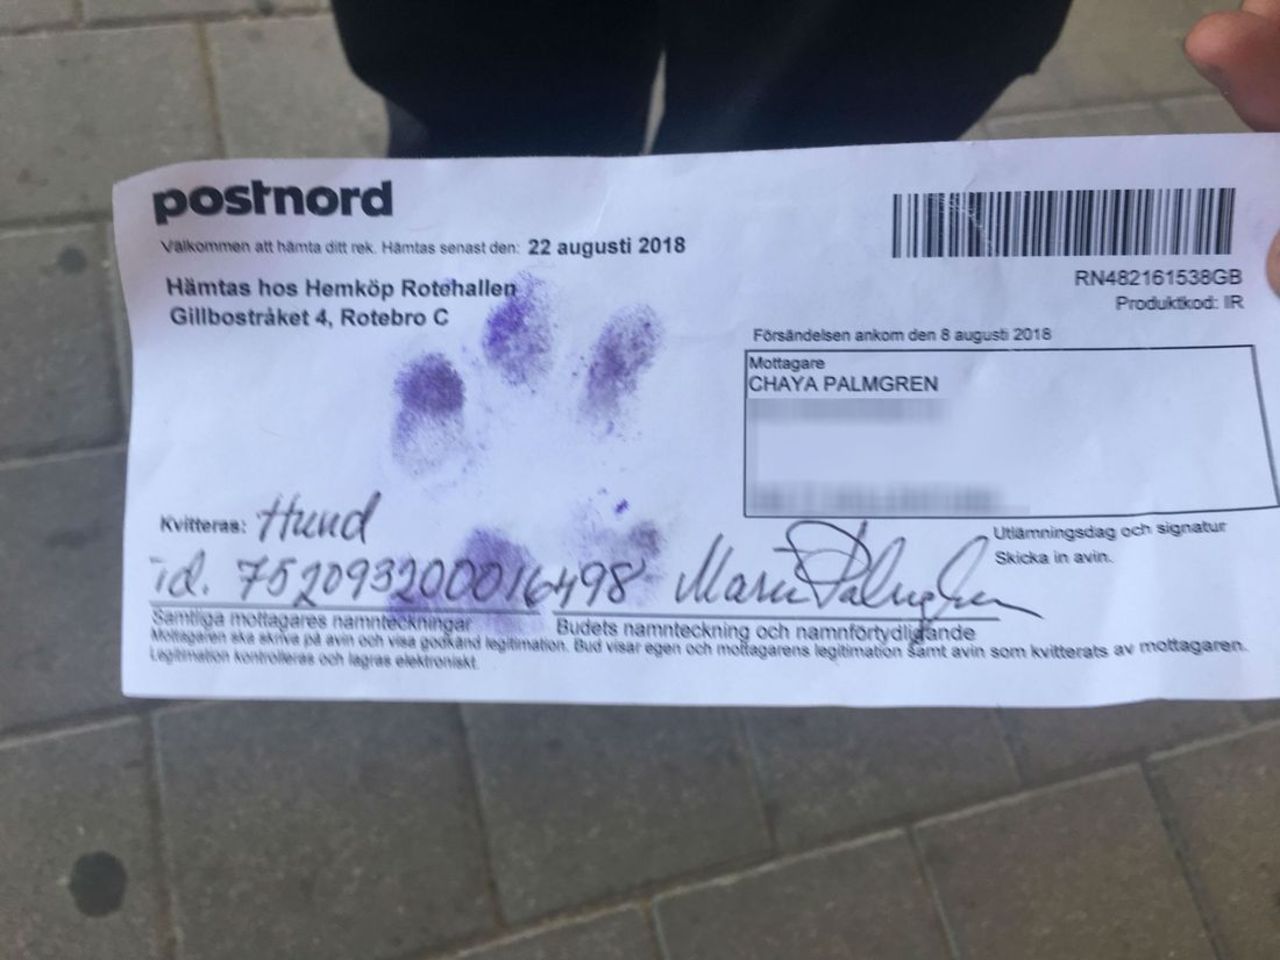 postnord
Välkommen att hämta ditt rek. Hämtas senast den: 22 augusti 2018
Hämtas hos Hemköp Rotehallen
Gillbostråket 4, Rotebro C
RN482161538GB
Produktkod: IR
Försändelsen ankom den 8 augusti 2018
Mottagare
CHAYA PALMGREN
Kvitteras: Hund
id. 752093200016498
Utlämningsdag och signatur
Skicka in avin.
Samtliga mottagares namnteckningar
Budets namnteckning och namnförtydligande
Mottagaren ska skriva på avin och visa godkänd legitimation. Bud visar egen och mottagarens legitimation samt avin som kvitterats av mottagaren.
Legitimation kontrolleras och lagras elektroniskt.